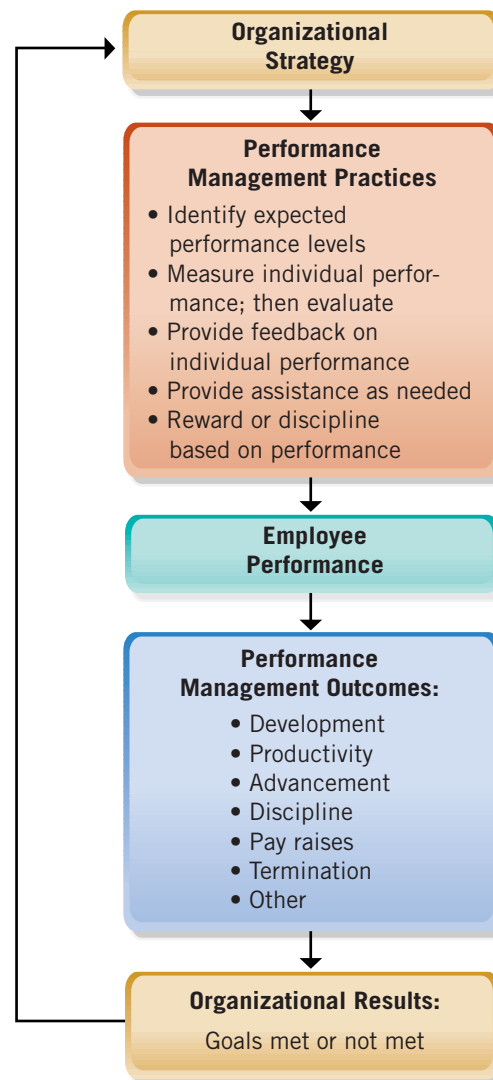 Organizational
Strategy
Performance
Management Practices
• Identify expected
performance levels
• Measure individual perfor-
mance; then evaluate
• Provide feedback on
individual performance
• Provide assistance as needed
• Reward or discipline
based on performance
Employee
Performance
Performance
Management Outcomes:
• Development
• Productivity
• Advancement
• Discipline
• Pay raises
• Termination
• Other
Organizational Results:
Goals met or not met